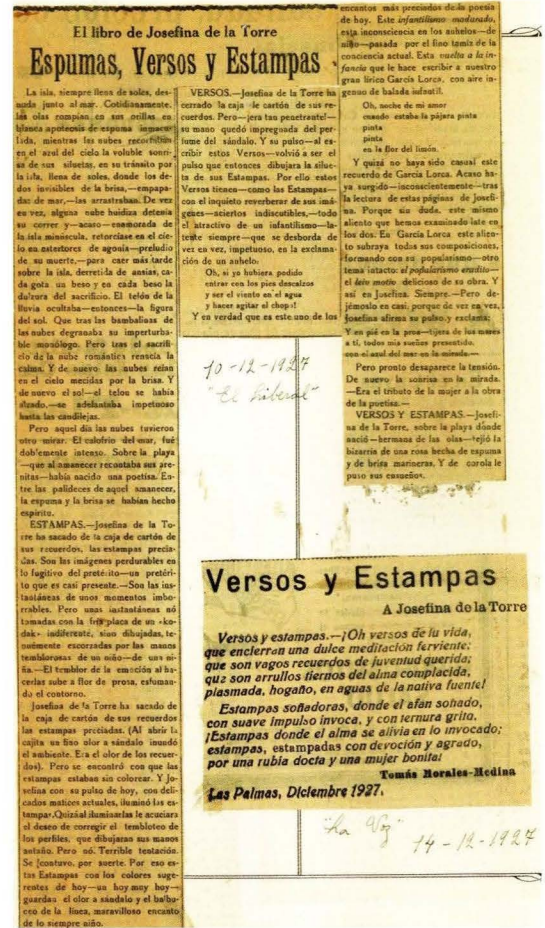 El libro de Josefina de la Torre
Espumas, Versos y Estampas
La isla, siempre llena de soles, des-
nuda junto al mar. Cotidianamente,
las olas rompían en sus orillas en
blanca apoteosis de espuma inmacu-
lada, mientras las nubes recortaban
en el azul del cielo la voluble sonri-
sa de sus siluetas, en su tránsito por
la isla, llena de soles, donde los de-
dos invisibles de la brisa,—empapa-
das de mar,—las arrastraban. De vez
en vez, alguna nube huidiza detenía
su correr y—acaso—enamorada de
la isla minúscula, retorcíase en el cie-
lo en estertores de agonía—preludio
de su muerte,—para caer más tarde
sobre la isla, derretida de ansias, ca-
da gota un beso y en cada beso la
dulzura del sacrificio. El telón de la
lluvia ocultaba—entonces—la figura
del sol. Que tras las bambalinas de
las nubes degranaba su imperturba-
ble monólogo. Pero tras el sacrifi-
cio de la nube romántica renacía la
calma. Y de nuevo las nubes reían
en el cielo mecidas por la brisa. Y
de nuevo el sol—el telou se había
alzado,—se adelantaba impetuoso
hasta las candilejas.
Pero aquel día las nubes tuvieron
otro mirar. El calofrío del mar, fué
doblemente intenso. Sobre la playa
—que al amanecer recontaba sus are-
nitas—había nacido una poetisa. En-
tre las palideces de aquel amanecer,
la espuma y la brisa se habían hecho
espíritu.
ESTAMPAS.—Josefina de la To-
rre ha sacado de la caja de cartón de
sus recuerdos, las estampas precia-
das. Son las imágenes perdurables en
lo fugitivo del pretérito—un pretéri-
to que es casi presente.—Son las ins-
tantáneas de unos momentos imbo-
rrables. Pero unas instantáneas no
tomadas con la fría placa de un «ko-
dak» indiferente, sino dibujadas, te-
nuemente escorzadas por las manos
temblorosas de un niño—de una ni-
ña.—El temblor de la emoción al ha-
cerlas sube a flor de prosa, esfuman-
do el contorno.
Josefina de la Torre ha sacado de
la caja de cartón de sus recuerdos
las estampas preciadas. (Al abrir la
cajita un fino olor a sándalo inundó
el ambiente. Era el olor de los recuer-
dos). Pero se encontró con que las
estampas estaban sin colorear. Y Jo-
sefina con su pulso de hoy, con deli-
cados matices actuales, iluminó las es-
tampas. Quizá al iluminarlas le acuciara
el deseo de corregir el tembloteo de
los perfiles, que dibujaran sus manos
antaño. Pero nó. Terrible tentación.
Se contuvo, por suerte. Por eso es-
tas Estampas con los colores suge-
rentes de hoy—un hoy muy hoy—
guardan el olor a sándalo y el balbu-
ceo de la línea, maravilloso encanto
de lo siempre niño.
VERSOS.—Josefina de la Torre ha
cerrado la caja de cartón de sus re-
cuerdos. Pero—¡era tan penetrante!—
su mano quedó impregnada del per-
fume del sándalo. Y su pulso—al es-
cribir estos Versos—volvió a ser el
pulso que entonces dibujara la silue-
ta de sus Estampas. Por ello estos
Versos tienen—como las Estampas—
con el inquieto reverberar de sus imá-
genes—aciertos indiscutibles,—todo
el atractivo de un infantilismo—la-
tente siempre—que se desborda de
vez en vez, impetuoso, en la exclama-
ción de un anhelo:
Oh, si yo hubiera podido
entrar con los pies descalzos
y ser el viento en el agua
y hacer agitar el chopo!
Y en verdad que es este uno de los
encantos más preciados de la poesía
de hoy. Este infantilismo madurado,
esta inconsciencia en los anhelos—de
niño—pasada por el fino tamiz de la
conciencia actual. Esta vuelta a la in-
fancia que le hace escribir a nuestro
gran lírico García Lorca, con aire in-
genuo de balada infantil.
Oh, noche de mi amor
cuando estaba la pájara pinta
pinta
pinta
en la flor del limón.
Y quizá no haya sido casual este
recuerdo de García Lorca. Acaso ha-
ya surgido—inconscientemente—tras
la lectura de estas páginas de Josefi-
na. Porque sin duda, este mismo
aliento que hemos examinado late en
los dos. En García Lorca este alien-
to subraya todas sus composiciones,
formando con su popularismo—otro
tema intacto: el popularismo erudito—
el leiv motiv delicioso de su obra. Y
así en Josefina. Siempre.—Pero de-
jémoslo en casi, porque de vez en vez,
Josefina afirma su pulso y exclama:
Y en pié en la proa—tijera de los mares
a ti, todos mis sueños presentido
con el azul del mar en la mirada.—
Pero pronto desaparece la tensión.
De nuevo la sonrisa en la mirada.
—Era el tributo de la mujer a la obra
de la poetisa.—
VERSOS Y ESTAMPAS.—Josefi-
na de la Torre, sobre la playa dónde
nació—hermana de las olas—tejió la
bizarría de una rosa hecha de espuma
y de brisa marineras. Y de corola le
puso sus ensueños.
10-12-1927
"El Liberal"
Versos y Estampas
A Josefina de la Torre
Versos y estampas.—¡Oh versos de tu vida,
que encierran una dulce meditación ferviente;
que son vagos recuerdos de juventud querida;
que son arrullos tiernos del alma complacida,
plasmada, hogaño, en aguas de la nativa fuente!
Estampas soñadoras, donde el afan soñado,
con suave impulso invoca, y con ternura grita.
¡Estampas donde el alma se alivia en lo invocado;
estampas, estampadas con devoción y agrado,
por una rubia docta y una mujer bonita!
Tomás Morales-Medina
Las Palmas, Diciembre 1927.
"La Voz"
14-12-1927